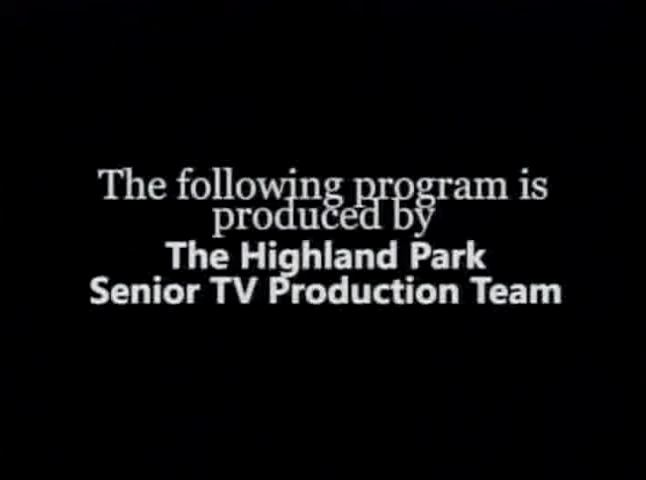 The following program is
produced by
The Highland Park
Senior TV Production Team